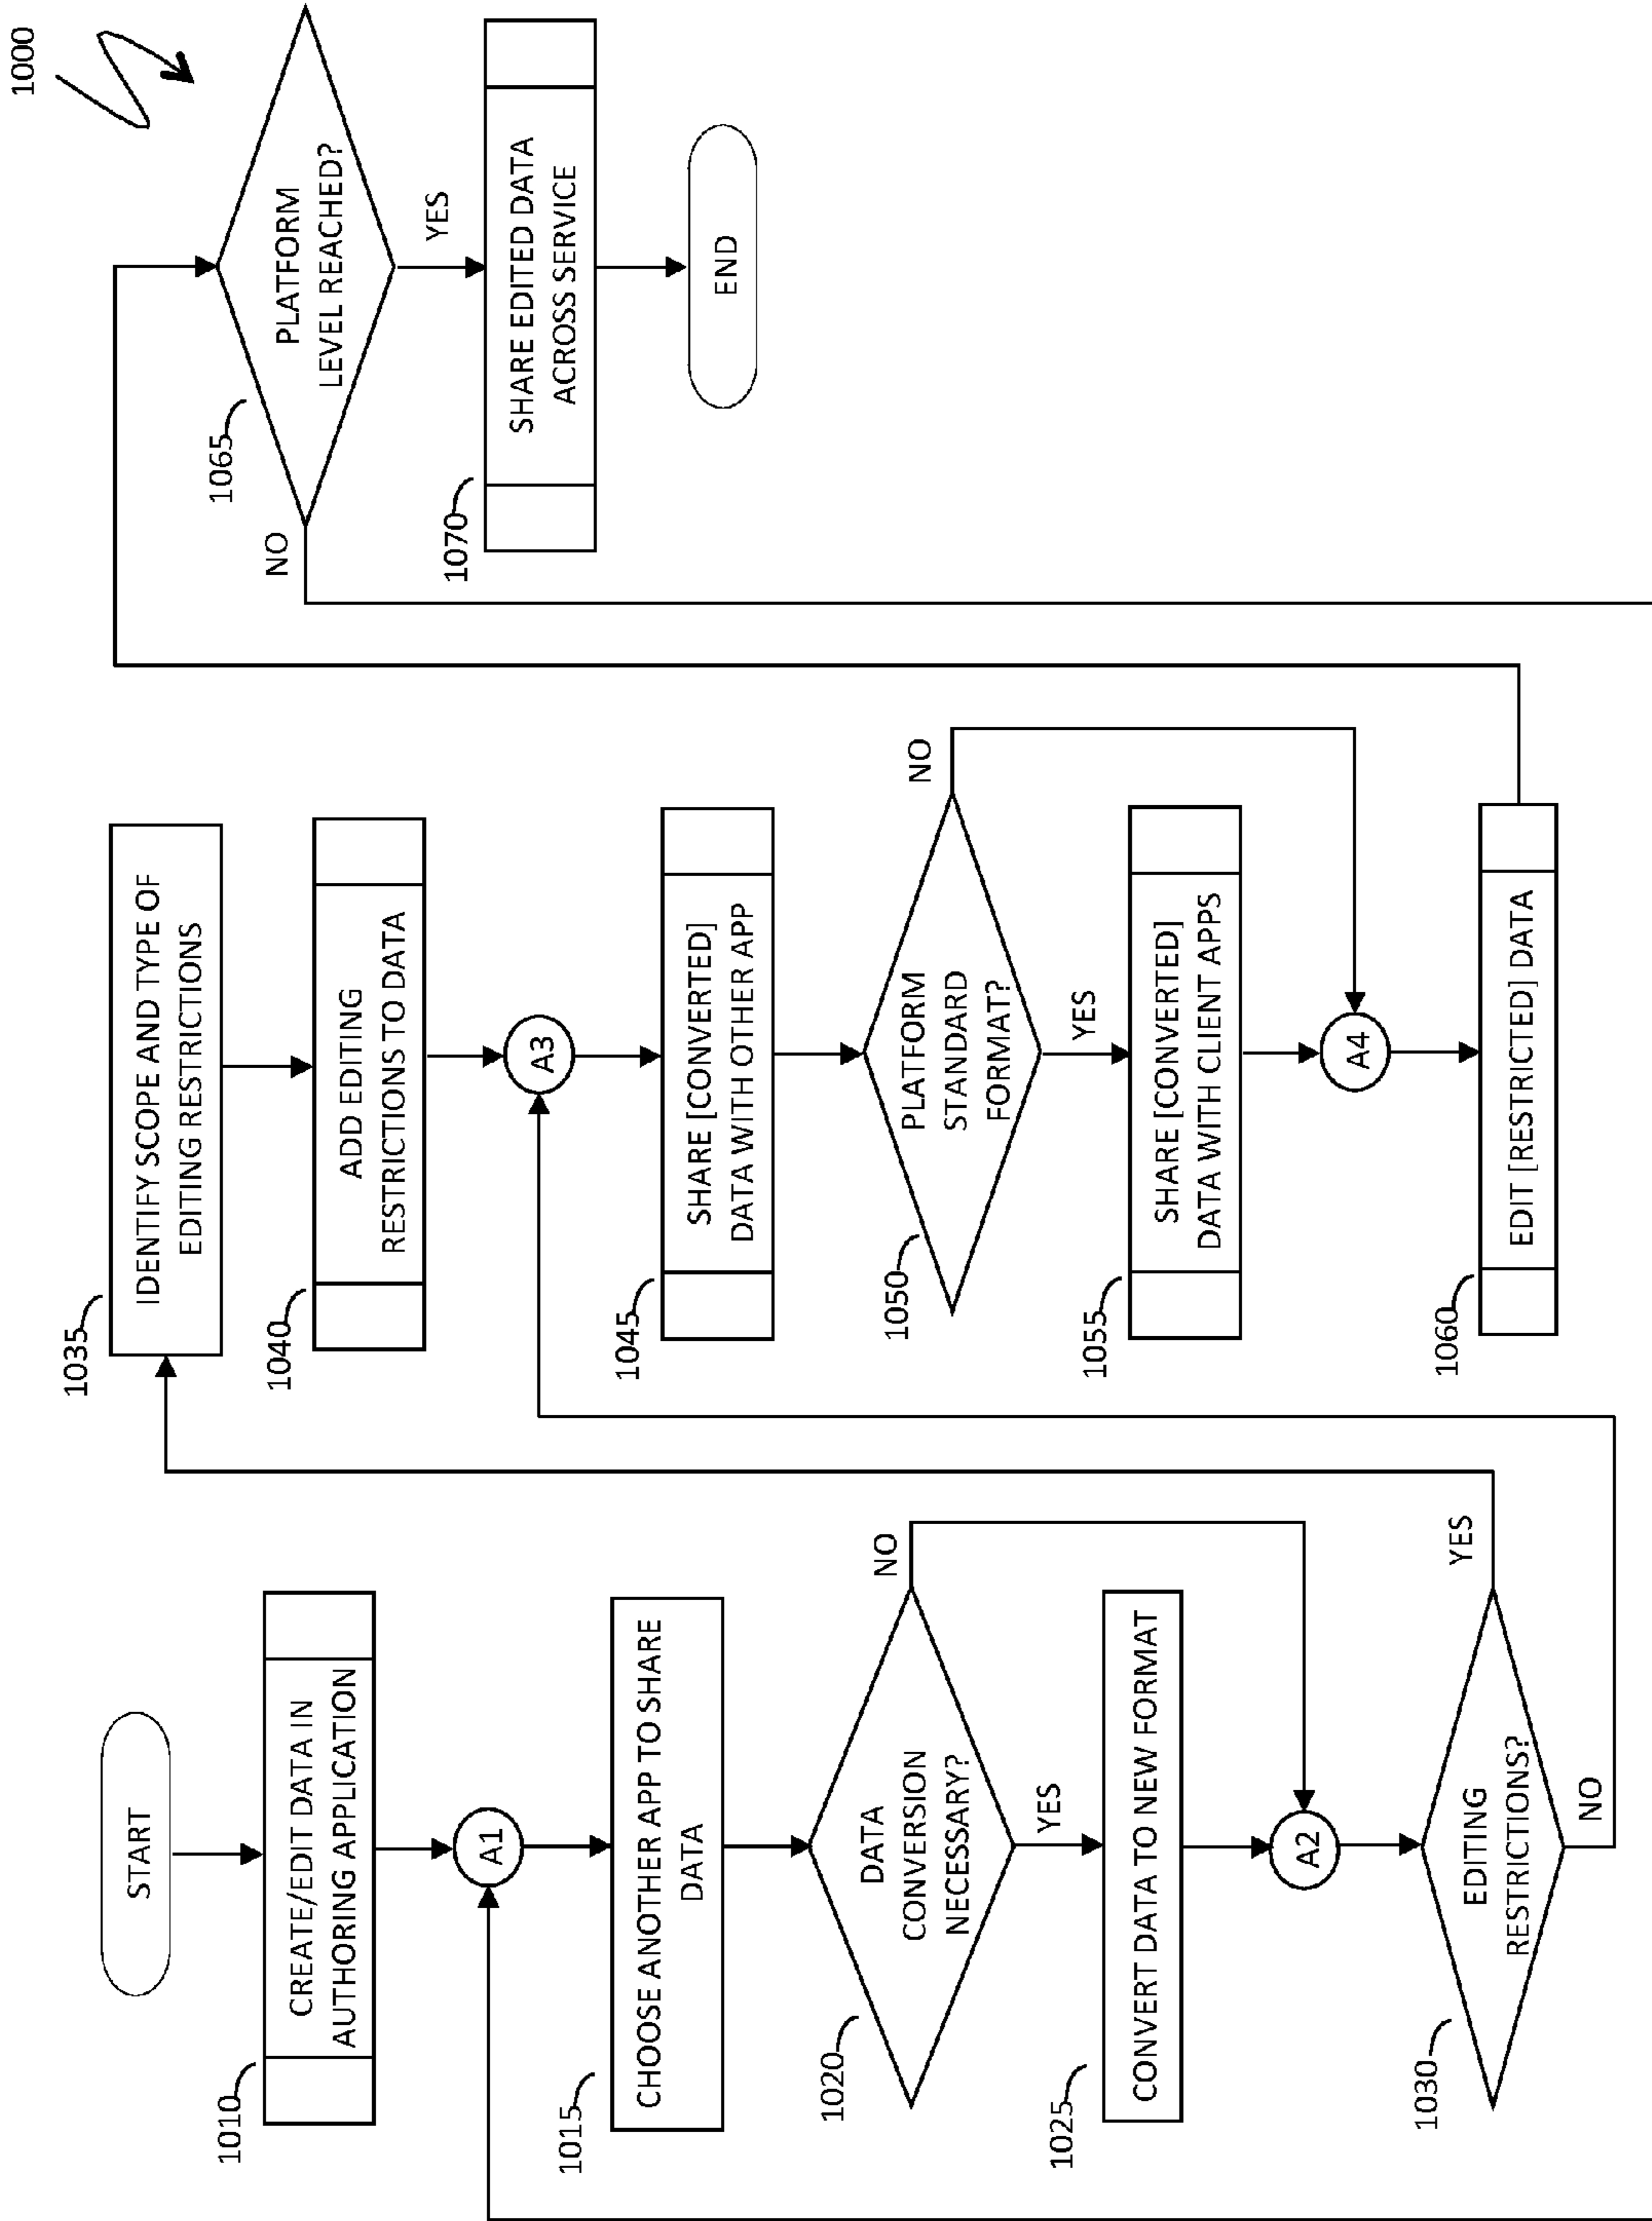 1000
START
1010
CREATE/EDIT DATA IN
AUTHORING APPLICATION
A1
1015
CHOOSE ANOTHER APP TO SHARE
DATA
1020
DATA
CONVERSION
NECESSARY?
NO
YES
1025
CONVERT DATA TO NEW FORMAT
A2
1030
EDITING
RESTRICTIONS?
YES
NO
1035
IDENTIFY SCOPE AND TYPE OF
EDITING RESTRICTIONS
1040
ADD EDITING
RESTRICTIONS TO DATA
A3
1045
SHARE [CONVERTED]
DATA WITH OTHER APP
1050
PLATFORM
STANDARD
FORMAT?
NO
YES
1055
SHARE [CONVERTED]
DATA WITH CLIENT APPS
A4
1060
EDIT [RESTRICTED] DATA
1065
PLATFORM
LEVEL REACHED?
NO
YES
1070
SHARE EDITED DATA
ACROSS SERVICE
END